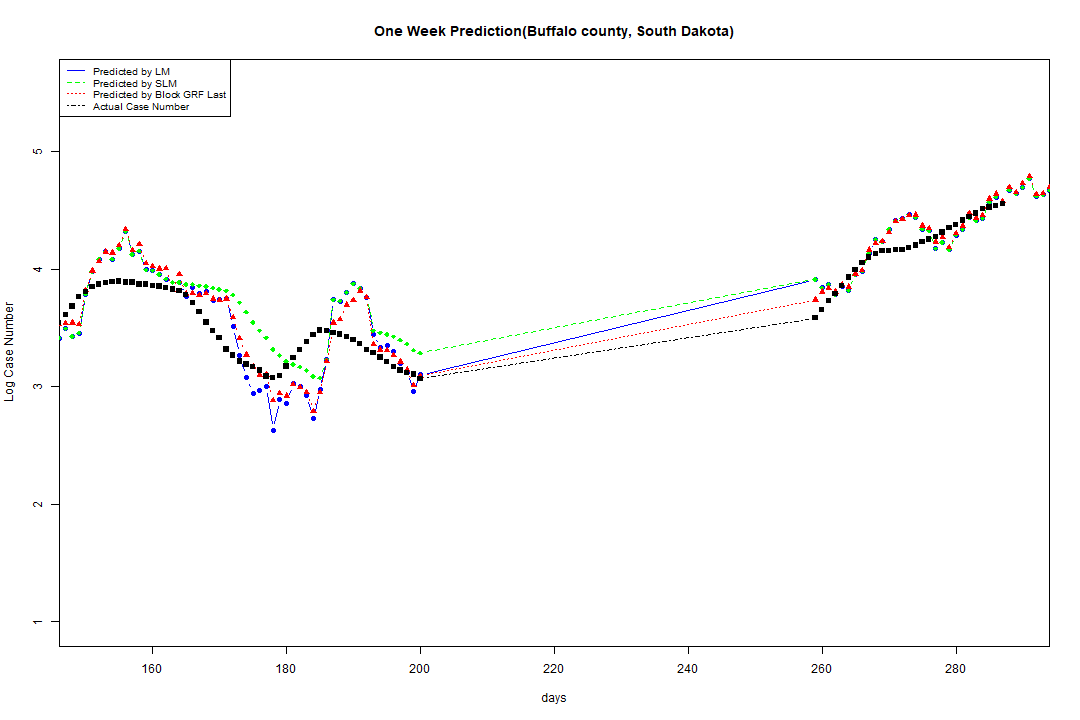 One Week Prediction(Buffalo county, South Dakota)
Predicted by LM
Predicted by SLM
Predicted by Block GRF Last
Actual Case Number
Log Case Number
5
4
3
2
1
160 180 200 220 240 260 280
days